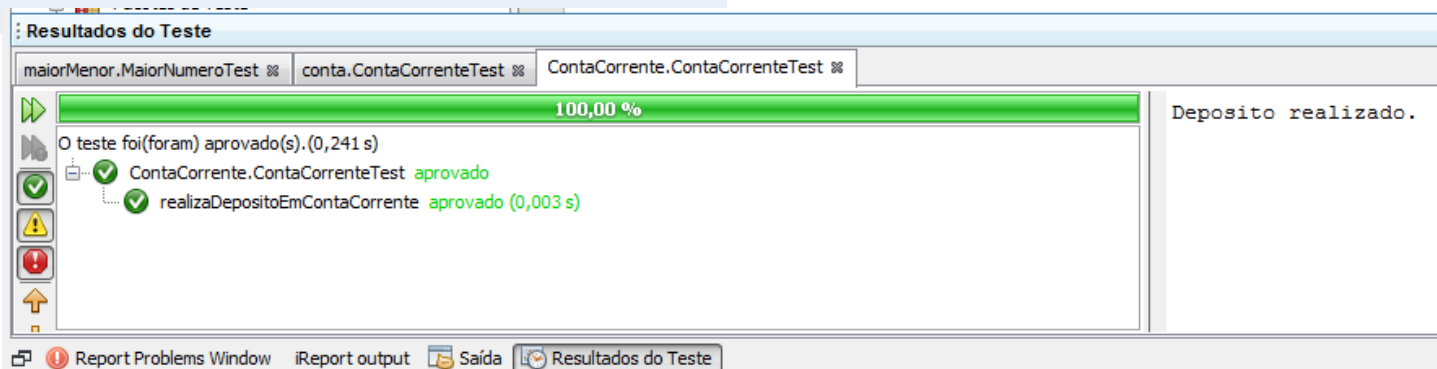 Resultados do Teste
maiorMenor.MaiorNumeroTest conta.ContaCorrenteTest ContaCorrente.ContaCorrenteTest
100,00 %
O teste foi(foram) aprovado(s).(0,241 s)
ContaCorrente.ContaCorrenteTest aprovado
realizaDepositoEmContaCorrente aprovado (0,003 s)
Deposito realizado.
Report Problems Window iReport output Saída Resultados do Teste